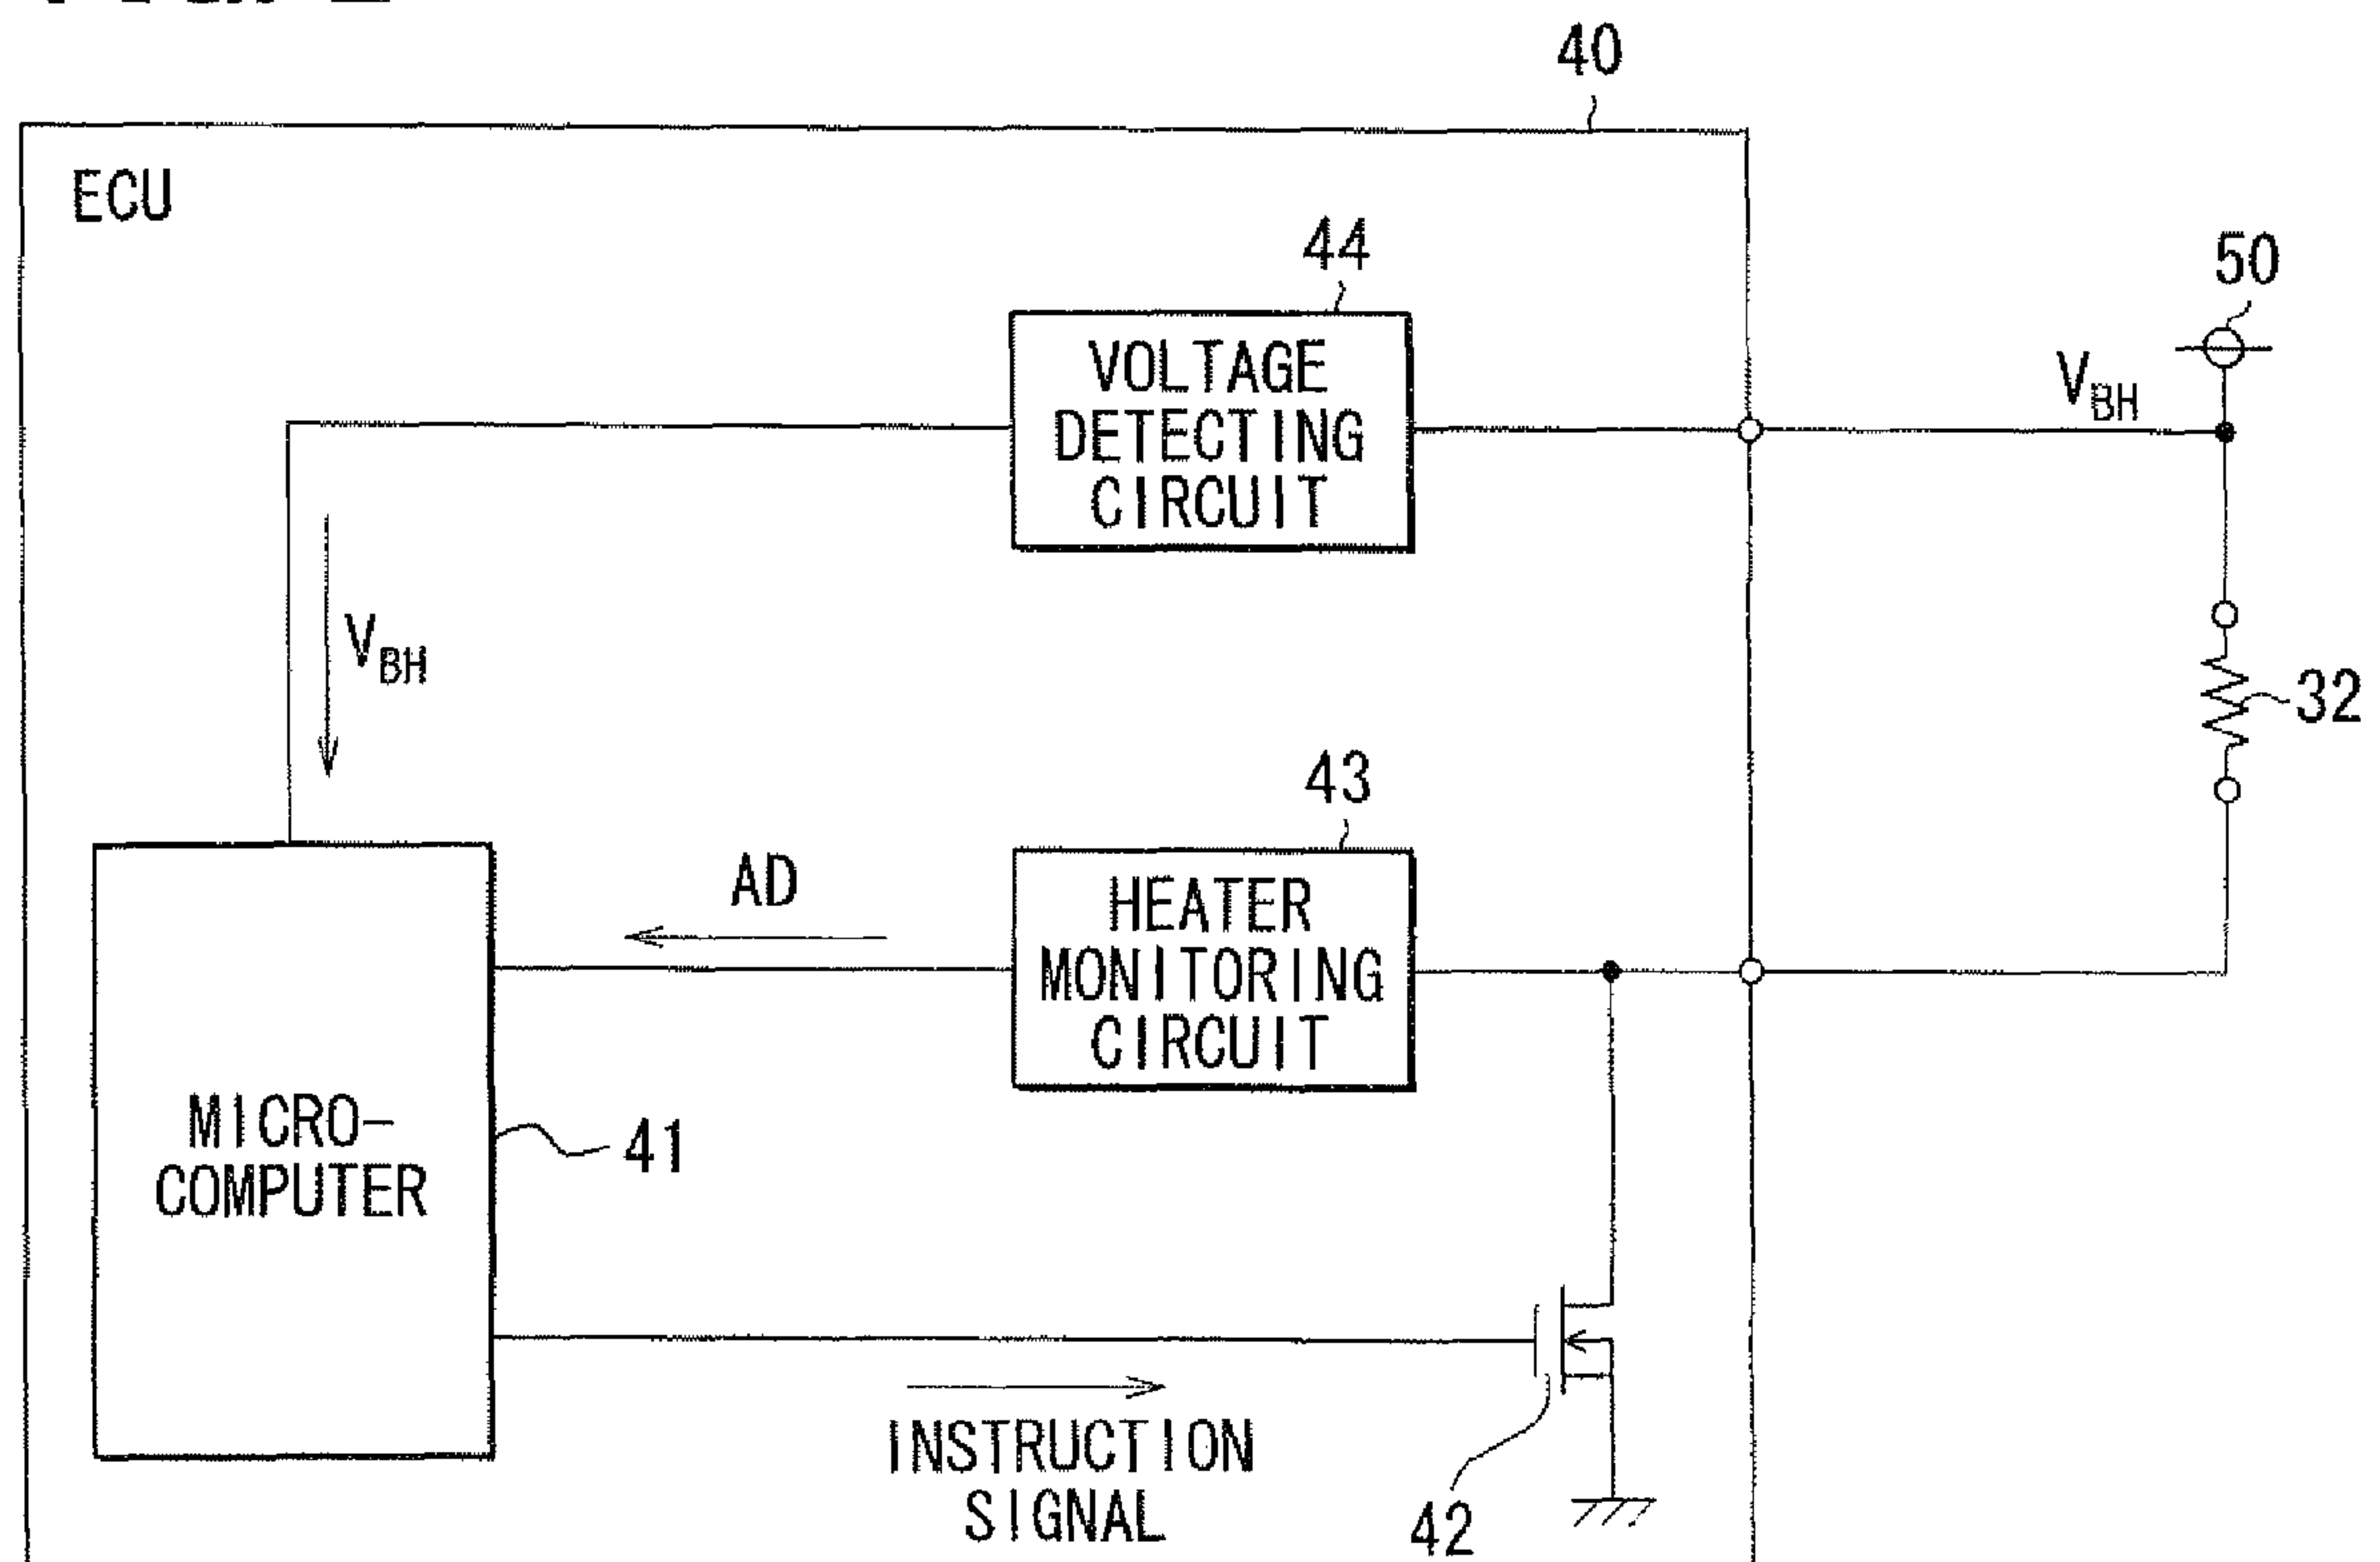 40
ECU
44
50
VOLTAGE
DETECTING
CIRCUIT
VBH
VBH
32
43
AD
HEATER
MONITORING
CIRCUIT
MICRO-
COMPUTER
41
INSTRUCTION
SIGNAL
42